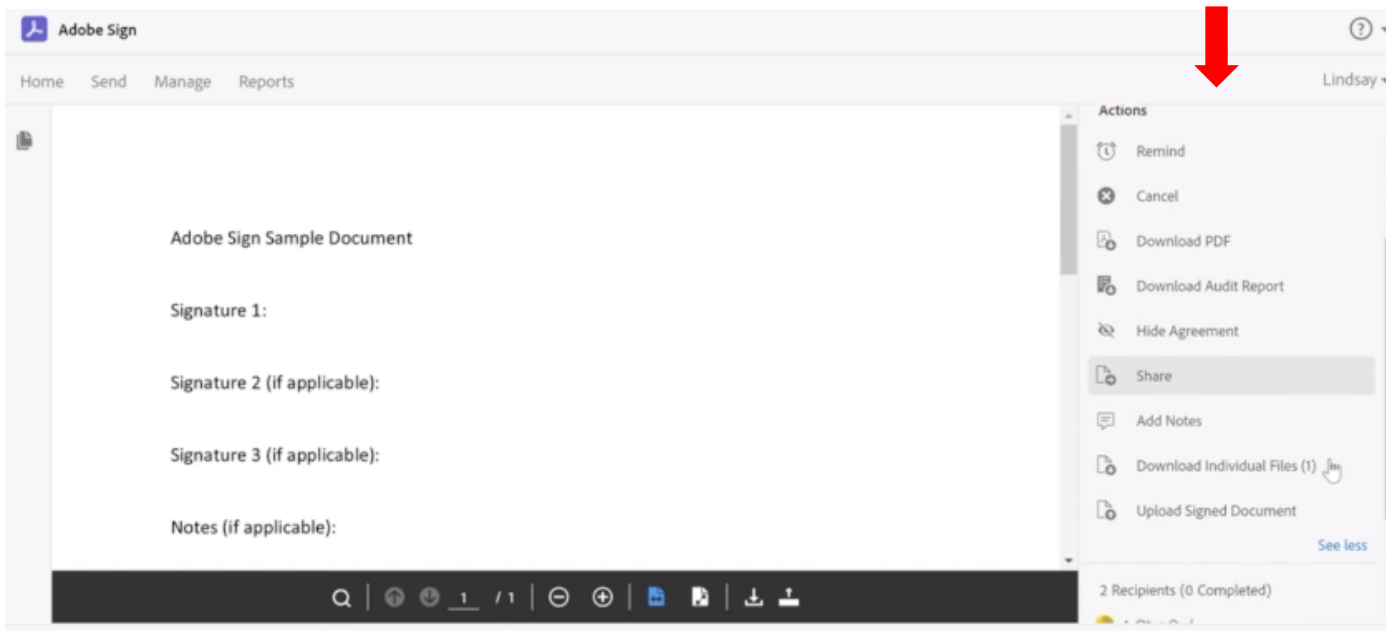 Adobe Sign
?
Home Send Manage Reports
Lindsay
Actions
Remind
Cancel
Download PDF
Download Audit Report
Hide Agreement
Share
Add Notes
Download Individual Files (1)
Upload Signed Document
See less
2 Recipients (0 Completed)
Adobe Sign Sample Document
Signature 1:
Signature 2 (if applicable):
Signature 3 (if applicable):
Notes (if applicable):
1 / 1